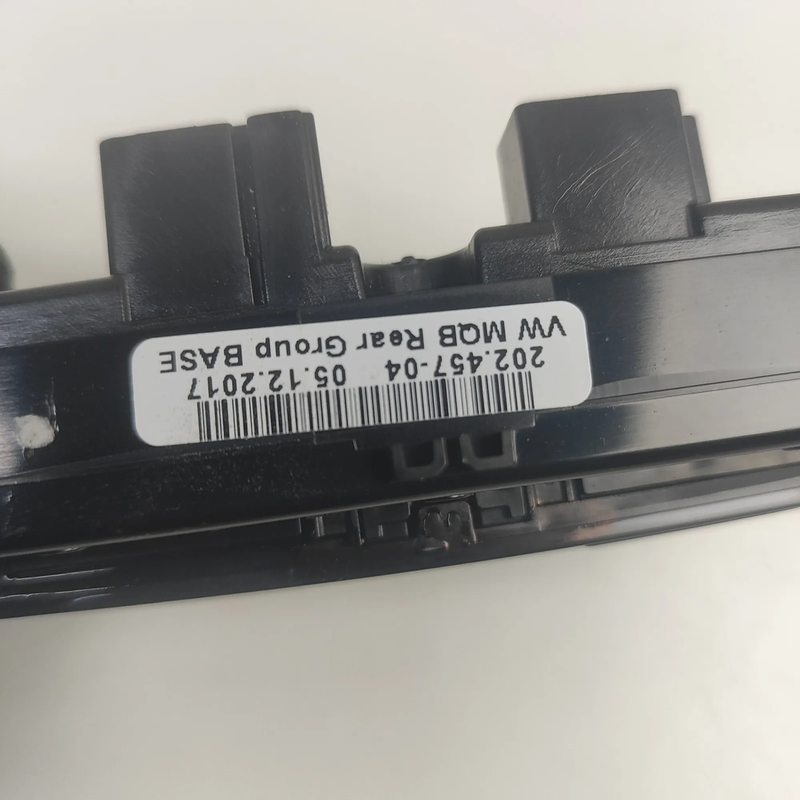 202.457-04 05.12.2017
VW MQB Rear Group BASE